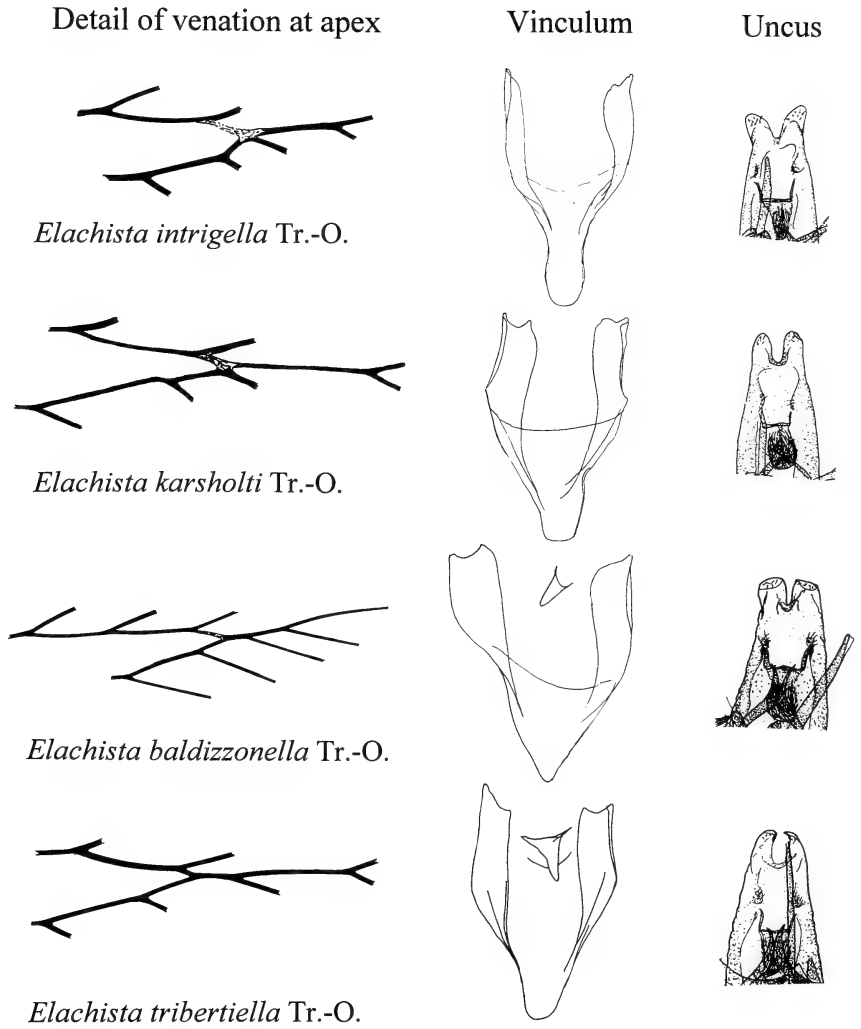 Detail of venation at apex
Vinculum
Uncus
Elachista intrigella Tr.-O.
Elachista karsholti Tr.-O.
Elachista baldizzonella Tr.-O.
Elachista tribertiella Tr.-O.